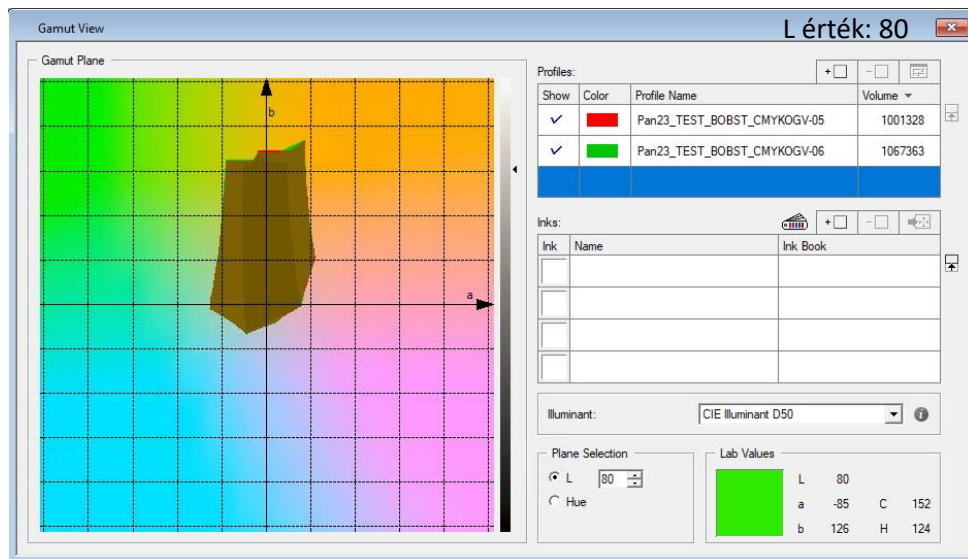 Gamut View
L érték: 80
Gamut Plane
b
a
Profiles:
Show Color Profile Name Volume
Pan23_TEST_BOBST_CMYKOGV-05 1001328
Pan23_TEST_BOBST_CMYKOGV-06 1067363
Inks:
Ink Name Ink Book
Illuminant: CIE Illuminant D50
Plane Selection
L 80
Hue
Lab Values
L 80
a -85 C 152
b 126 H 124